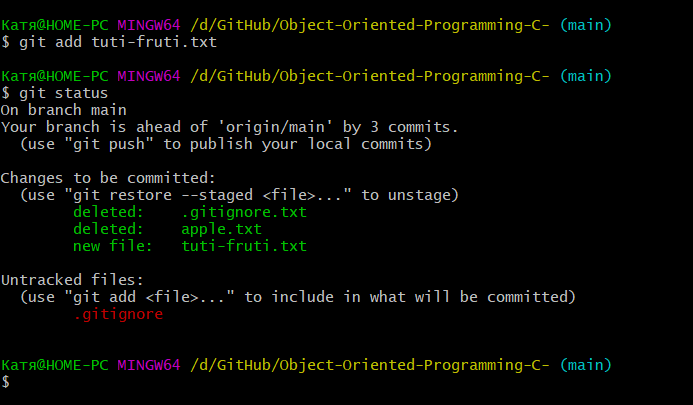 Катя@HOME-PC MINGW64 /d/GitHub/Object-Oriented-Programming-C- (main)
$ git add tuti-fruti.txt
Катя@HOME-PC MINGW64 /d/GitHub/Object-Oriented-Programming-C- (main)
$ git status
On branch main
Your branch is ahead of 'origin/main' by 3 commits.
  (use "git push" to publish your local commits)
Changes to be committed:
  (use "git restore --staged <file>..." to unstage)
        deleted:    .gitignore.txt
        deleted:    apple.txt
        new file:   tuti-fruti.txt
Untracked files:
  (use "git add <file>..." to include in what will be committed)
        .gitignore
Катя@HOME-PC MINGW64 /d/GitHub/Object-Oriented-Programming-C- (main)
$